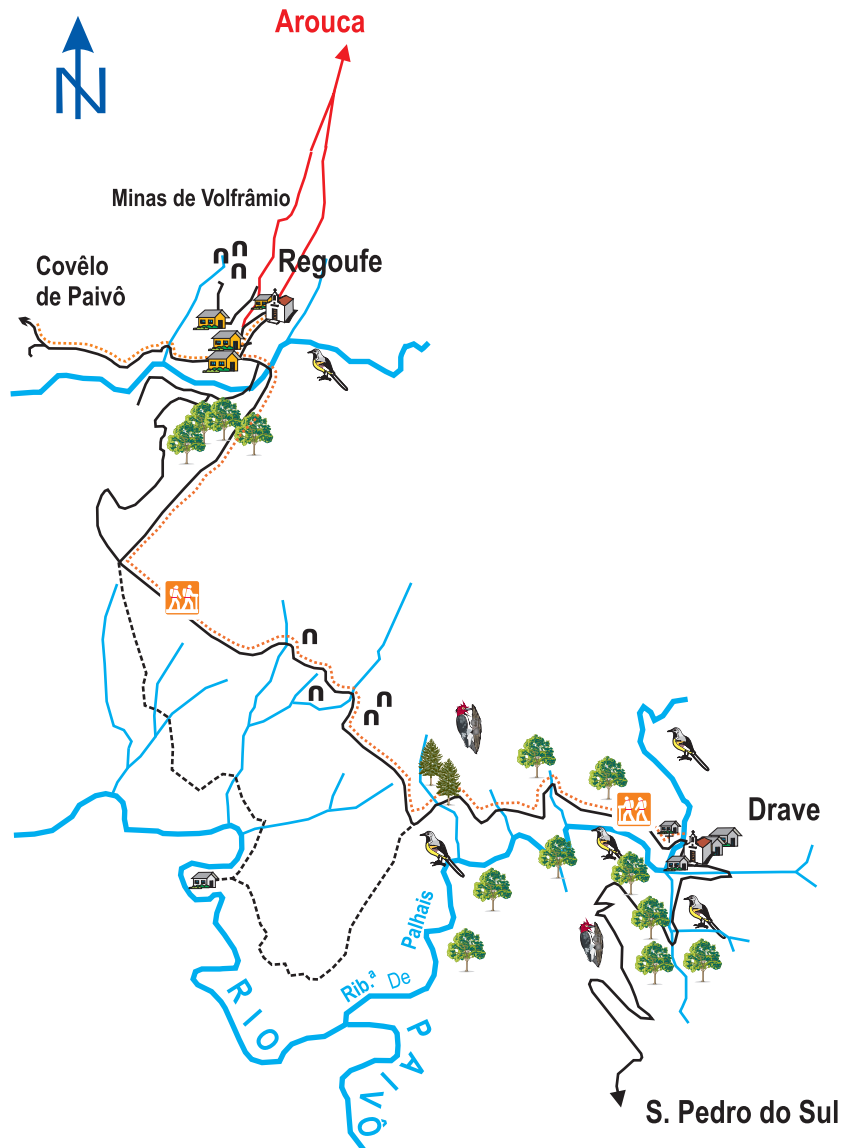 Arouca
N
Minas de Volfrâmio
Regoufe
Covêlo
de Paivô
Drave
Rib.ª De Palhais
RIO PAIVÔ
S. Pedro do Sul